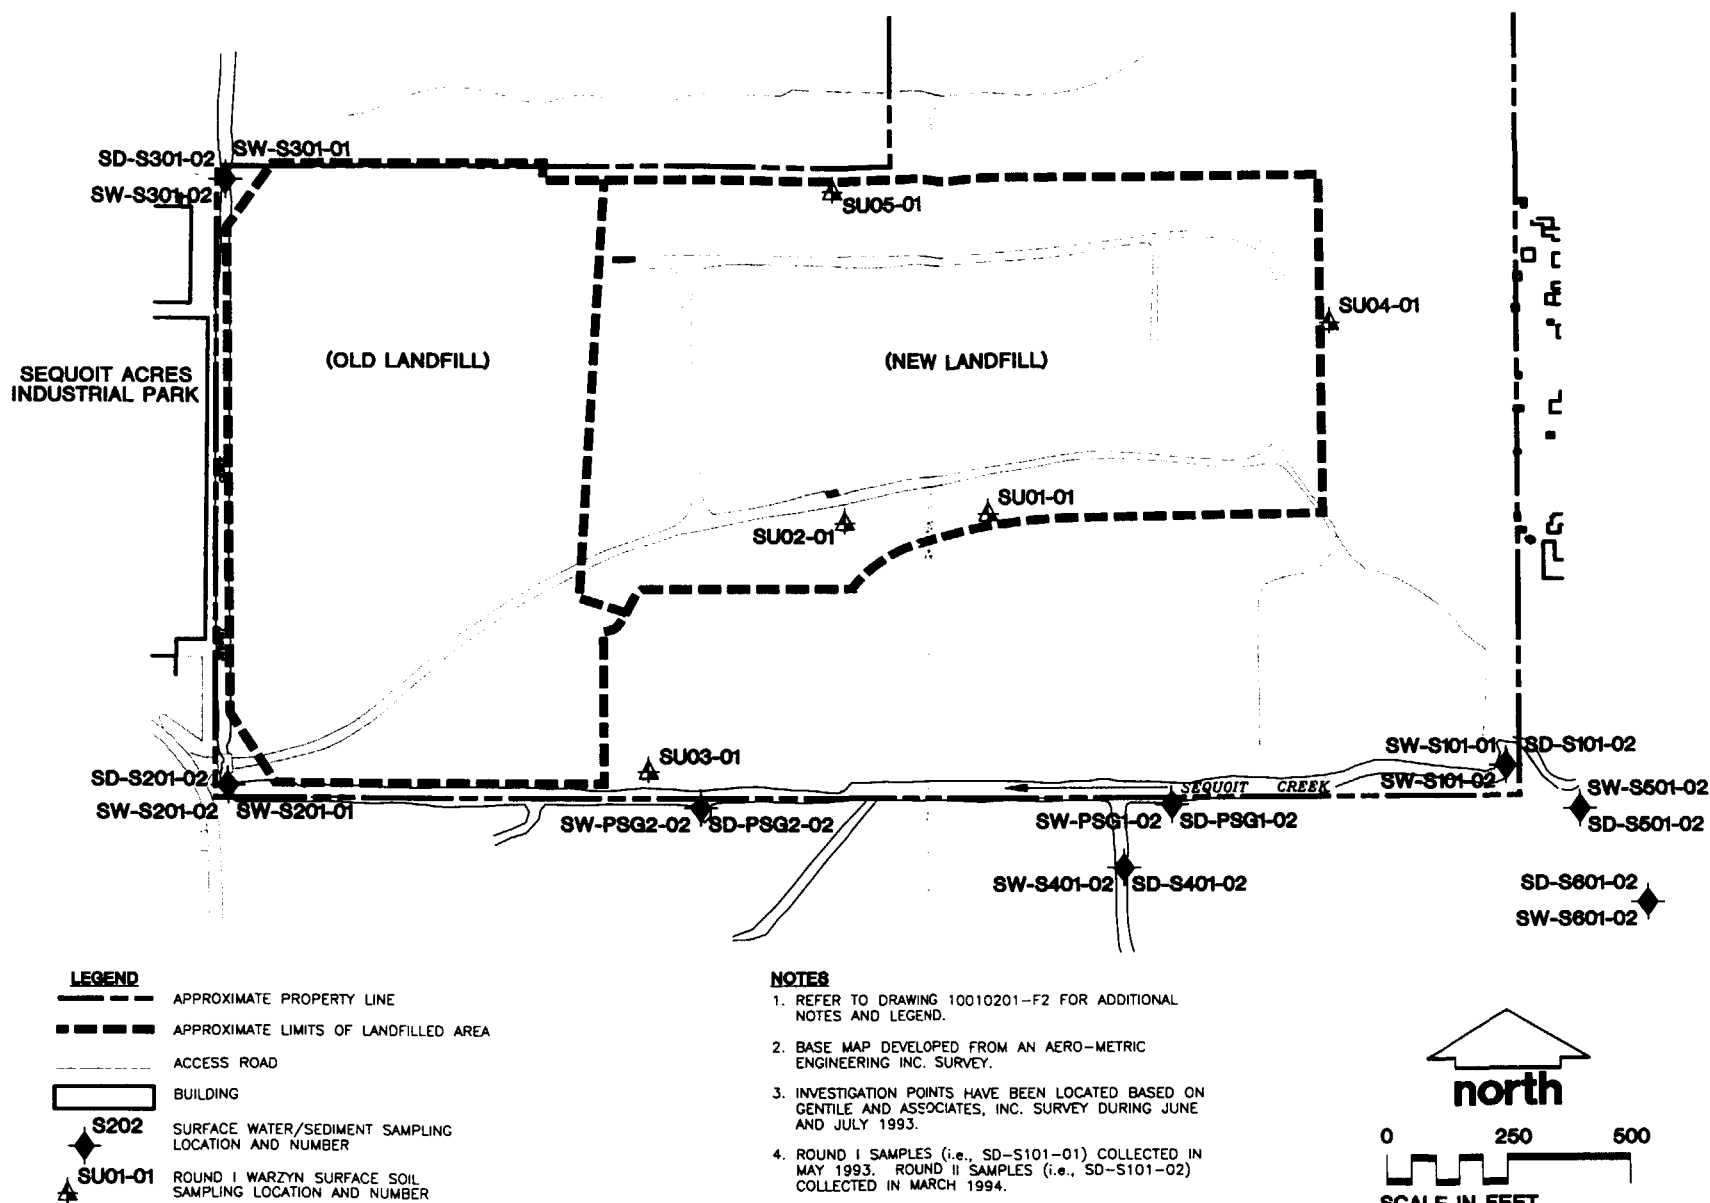 SD-S301-02
SW-S301-01
SW-S301-02
SU05-01
SU04-01
(OLD LANDFILL)
(NEW LANDFILL)
SEQUOIT ACRES
INDUSTRIAL PARK
SU01-01
SU02-01
SU03-01
SW-S101-01
SD-S101-02
SW-S101-02
SD-S201-02
SW-S201-02
SW-S201-01
SEQUOIT CREEK
SW-S501-02
SD-S501-02
SW-PSG2-02
SD-PSG2-02
SW-PSG1-02
SD-PSG1-02
SW-S401-02
SD-S401-02
SD-S601-02
SW-S601-02
LEGEND
APPROXIMATE PROPERTY LINE
APPROXIMATE LIMITS OF LANDFILLED AREA
ACCESS ROAD
BUILDING
S202
SURFACE WATER/SEDIMENT SAMPLING
LOCATION AND NUMBER
SU01-01
ROUND I WARZYN SURFACE SOIL
SAMPLING LOCATION AND NUMBER
NOTES
1. REFER TO DRAWING 10010201-F2 FOR ADDITIONAL
NOTES AND LEGEND.
2. BASE MAP DEVELOPED FROM AN AERO-METRIC
ENGINEERING INC. SURVEY.
3. INVESTIGATION POINTS HAVE BEEN LOCATED BASED ON
GENTILE AND ASSOCIATES, INC. SURVEY DURING JUNE
AND JULY 1993.
4. ROUND I SAMPLES (i.e., SD-S101-01) COLLECTED IN
MAY 1993. ROUND II SAMPLES (i.e., SD-S101-02)
COLLECTED IN MARCH 1994.
north
0 250 500
SCALE IN FEET